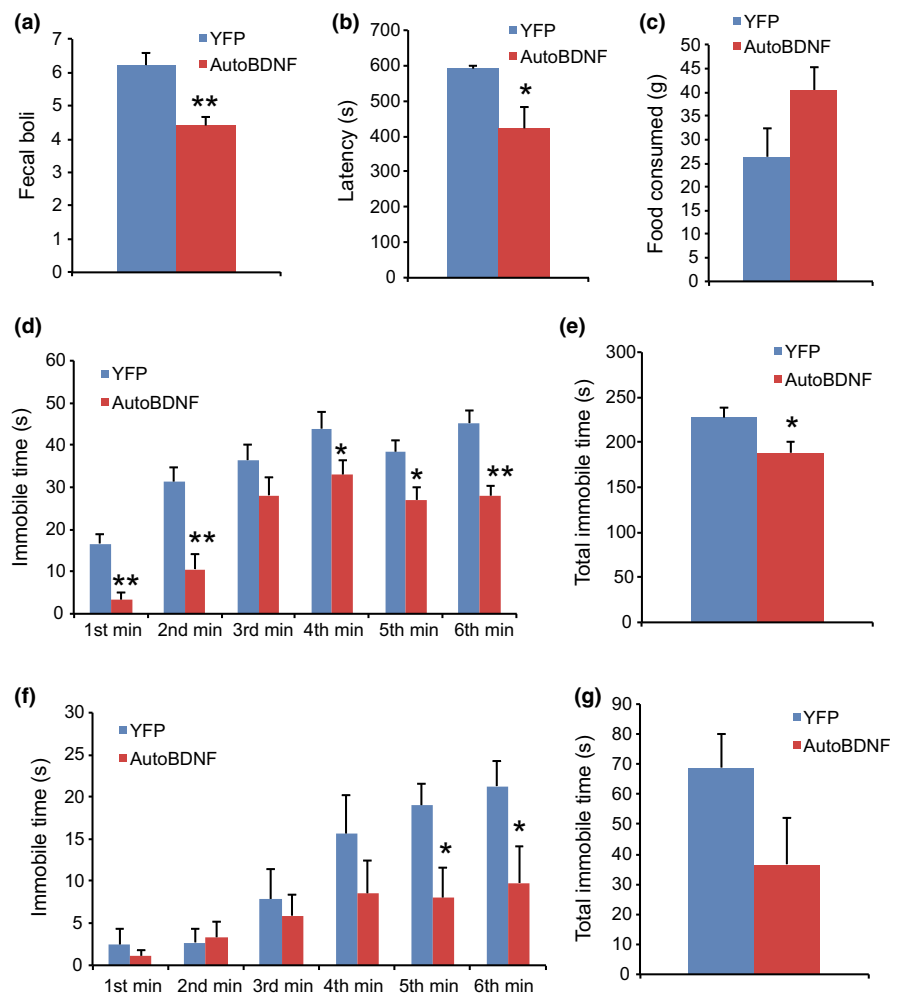 (a)
Fecal boli
7
6
5
4
3
2
1
0
YFP
AutoBDNF
**
(b)
Latency (s)
700
600
500
400
300
200
100
0
YFP
AutoBDNF
*
(c)
Food consumed (g)
50
45
40
35
30
25
20
15
10
5
0
YFP
AutoBDNF
(d)
Immobile time (s)
60
50
40
30
20
10
0
YFP
AutoBDNF
** ** * * **
1st min 2nd min 3rd min 4th min 5th min 6th min
(e)
Total immobile time (s)
300
250
200
150
100
50
0
YFP
AutoBDNF
*
(f)
Immobile time (s)
30
25
20
15
10
5
0
YFP
AutoBDNF
* *
1st min 2nd min 3rd min 4th min 5th min 6th min
(g)
Total immobile time (s)
90
80
70
60
50
40
30
20
10
0
YFP
AutoBDNF